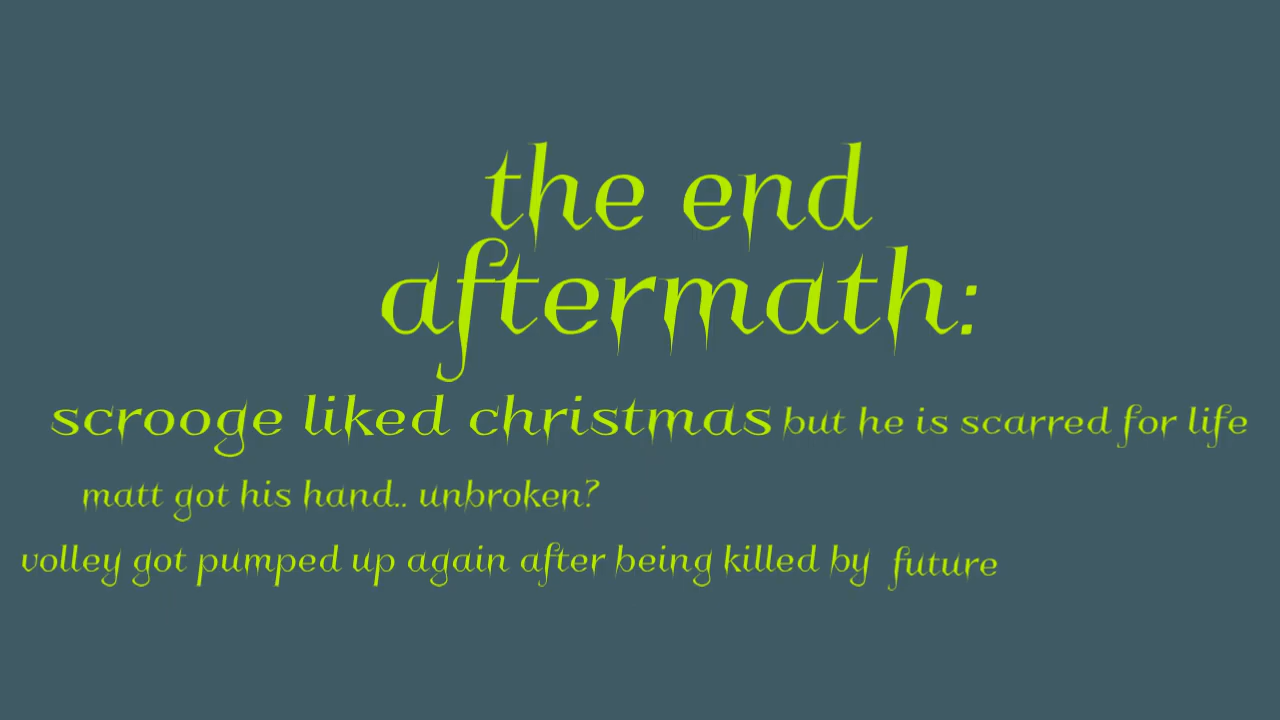 the end
aftermath:
scrooge liked christmas but he is scarred for life
matt got his hand.. unbroken?
volley got pumped up again after being killed by future